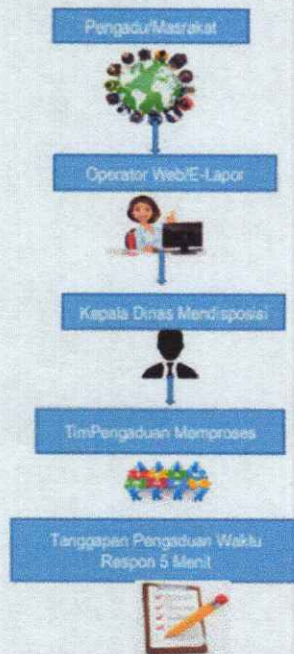 Pengadu/Masrakat
Operator Web/E-Lapor
Kepala Dinas Mendisposisi
TimPengaduan Memproses
Tanggapan Pengaduan Waktu
Respon 5 Menit